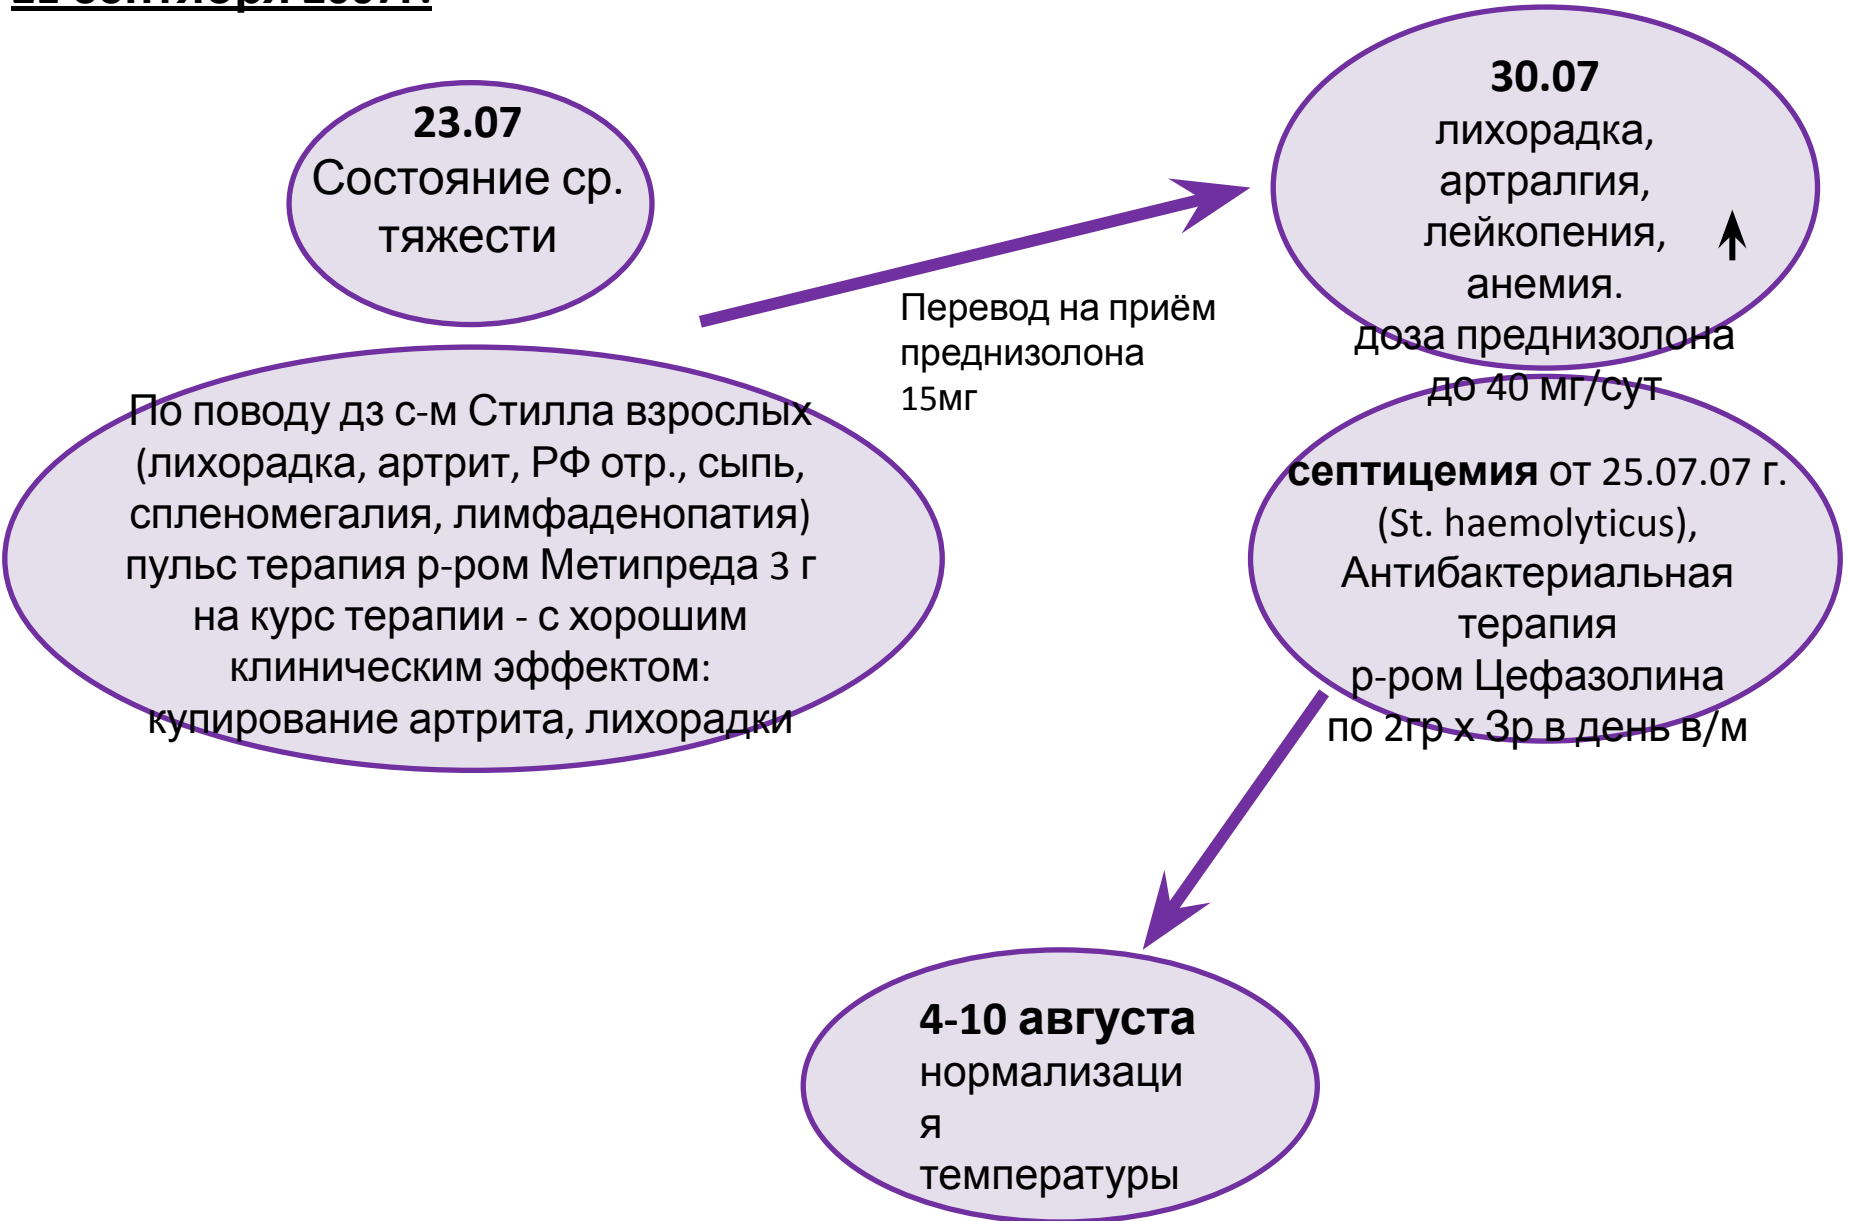 сентября
23.07
Состояние ср.
тяжести
По поводу дз с-м Стилла взрослых
(лихорадка, артрит, РФ отр., сыпь,
спленомегалия, лимфаденопатия)
пульс терапия р-ром Метипреда 3 г
на курс терапии - с хорошим
клиническим эффектом:
купирование артрита, лихорадки
Перевод на приём
преднизолона
15мг
30.07
лихорадка,
артралгия,
лейкопения,
анемия.
доза преднизолона
до 40 мг/сут
септицемия от 25.07.07 г.
(St. haemolyticus),
Антибактериальная
терапия
р-ром Цефазолина
по 2гр х 3р в день в/м
4-10 августа
нормализаци
я
температуры